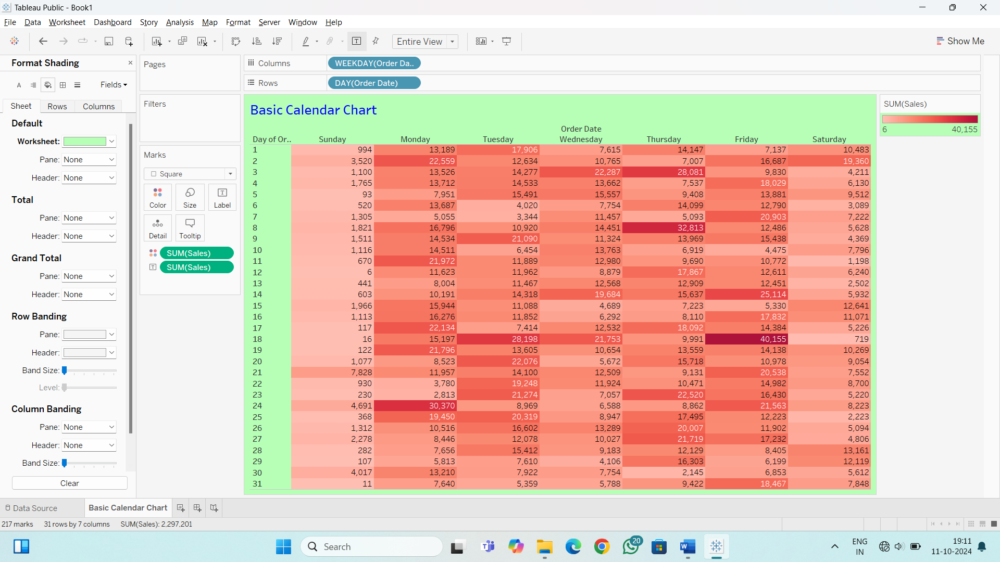 Tableau Public - Book1
File Data Worksheet Dashboard Story Analysis Map Format Server Window Help
Entire View
Show Me
Format Shading
Fields
Sheet Rows Columns
Default
Worksheet:
Pane: None
Header: None
Total
Pane: None
Header: None
Grand Total
Pane: None
Header: None
Row Banding
Pane:
Header:
Band Size:
Level:
Column Banding
Pane: None
Header: None
Band Size:
Clear
Pages
Filters
Marks
Square
Color Size Label
Detail Tooltip
SUM(Sales)
SUM(Sales)
Columns WEEKDAY(Order Da..
Rows DAY(Order Date)
Basic Calendar Chart
Order Date
Day of Or.. Sunday Monday Tuesday Wednesday Thursday Friday Saturday
1 994 13,189 17,906 7,615 14,147 7,137 10,483
2 3,520 22,559 12,634 10,765 7,007 16,687 19,360
3 1,100 13,526 14,277 22,287 28,081 9,830 4,211
4 1,765 13,712 14,533 13,662 7,537 18,029 6,130
5 93 7,951 15,491 15,557 9,408 13,881 9,512
6 520 13,687 4,020 7,754 14,099 12,790 3,089
7 1,305 5,055 3,344 11,457 5,093 20,903 7,222
8 1,821 16,796 10,920 14,451 32,813 12,486 5,628
9 1,511 14,534 21,090 11,324 13,969 15,438 4,369
10 1,116 14,511 6,454 13,763 6,919 4,475 7,796
11 670 21,972 11,889 12,980 9,690 10,772 1,198
12 6 11,623 11,962 8,879 17,867 12,611 6,240
13 441 8,004 11,467 12,568 12,909 12,451 2,502
14 603 10,191 14,318 19,684 15,637 25,114 5,932
15 1,966 15,944 11,088 4,689 7,223 5,330 12,641
16 1,113 16,276 11,852 6,292 8,110 17,832 11,071
17 117 22,134 7,414 12,532 18,092 14,384 5,226
18 16 15,197 28,198 21,753 9,991 40,155 719
19 122 21,796 13,605 10,654 13,559 14,138 10,269
20 1,077 8,523 22,076 5,672 15,718 10,978 9,054
21 7,828 11,957 14,100 12,509 9,131 20,538 7,552
22 930 3,780 19,248 11,924 10,471 14,982 8,700
23 230 2,813 21,274 7,057 22,520 16,430 5,220
24 4,691 30,370 8,969 6,588 8,862 21,563 8,223
25 368 19,450 20,319 8,947 17,495 12,223 2,223
26 1,312 10,516 16,602 13,289 20,007 11,902 5,094
27 2,278 8,446 12,078 10,027 21,719 17,232 4,806
28 282 7,656 15,412 9,183 12,129 8,405 13,161
29 107 5,813 7,610 4,106 16,303 6,199 12,119
30 4,017 13,210 7,922 7,754 2,145 6,853 5,612
31 11 7,640 5,359 5,788 9,422 18,467 7,848
SUM(Sales)
6 40,155
Data Source Basic Calendar Chart
217 marks 31 rows by 7 columns SUM(Sales): 2,297,201
Search
20
ENG
IN
19:11
11-10-2024